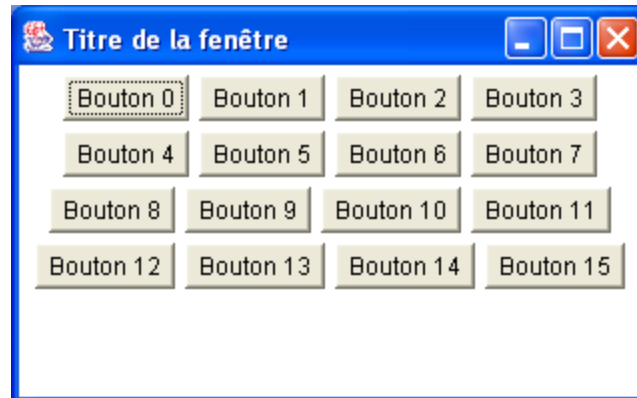 Titre de la fenêtre
Bouton 0 Bouton 1 Bouton 2 Bouton 3
Bouton 4 Bouton 5 Bouton 6 Bouton 7
Bouton 8 Bouton 9 Bouton 10 Bouton 11
Bouton 12 Bouton 13 Bouton 14 Bouton 15